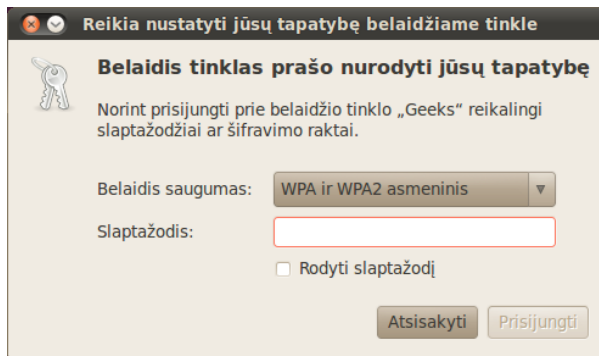 Reikia nustatyti jūsų tapatybę belaidžiame tinkle
Belaidis tinklas prašo nurodyti jūsų tapatybę
Norint prisijungti prie belaidžio tinklo „Geeks“ reikalingi
slaptažodžiai ar šifravimo raktai.
Belaidis saugumas: WPA ir WPA2 asmeninis
Slaptažodis:
Rodyti slaptažodį
Atsisakyti Prisijungti